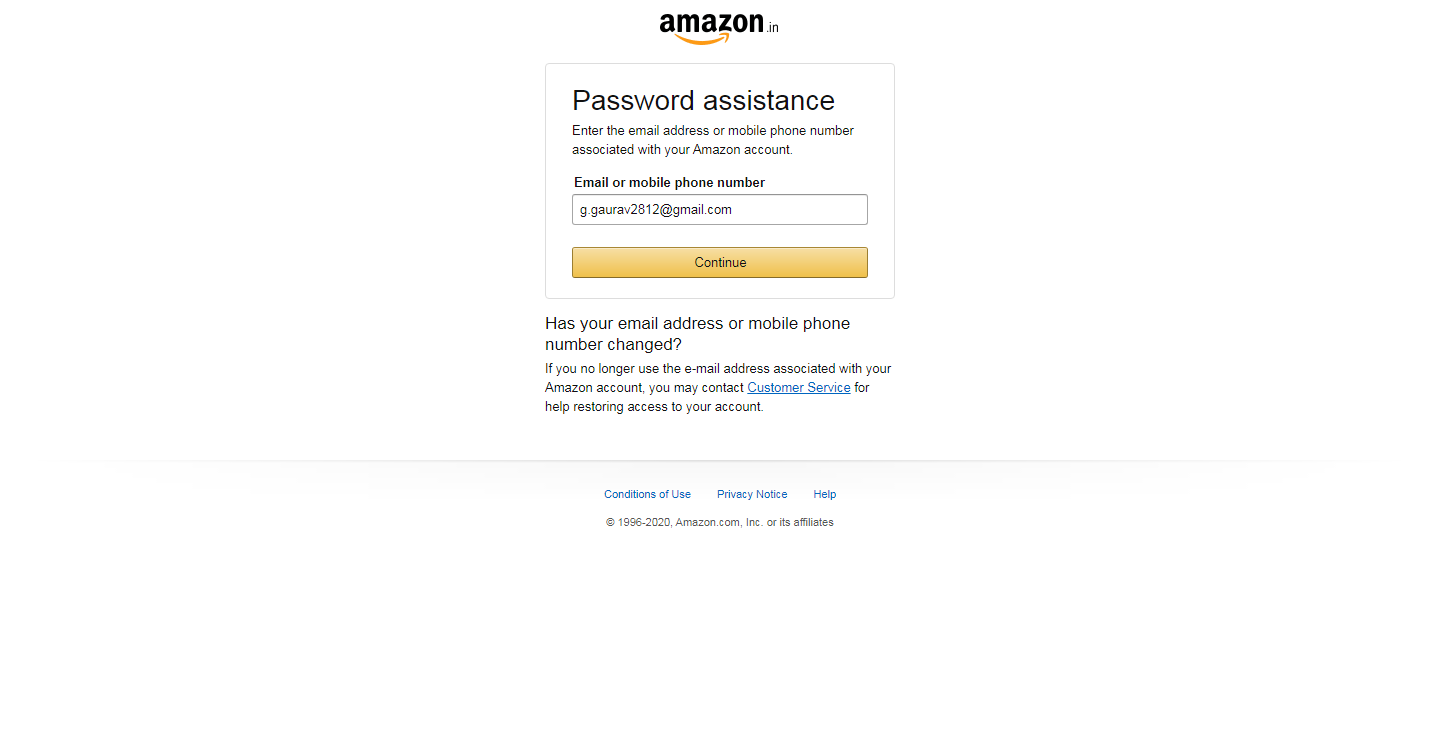 amazon.in
Password assistance
Enter the email address or mobile phone number
associated with your Amazon account.
Email or mobile phone number
g.gaurav2812@gmail.com
Continue
Has your email address or mobile phone
number changed?
If you no longer use the e-mail address associated with your
Amazon account, you may contact Customer Service for
help restoring access to your account.
Conditions of Use Privacy Notice Help
© 1996-2020, Amazon.com, Inc. or its affiliates